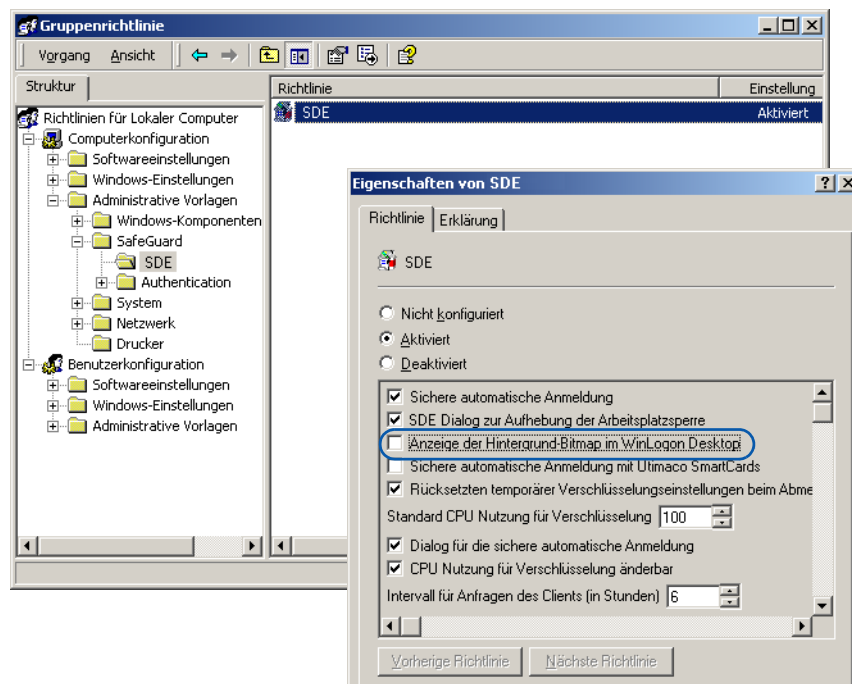 Gruppenrichtlinie
Vorgang Ansicht
Struktur
Richtlinie Einstellung
SDE Aktiviert
Richtlinien für Lokaler Computer
Computerkonfiguration
Softwareeinstellungen
Windows-Einstellungen
Administrative Vorlagen
Windows-Komponenten
SafeGuard
SDE
Authentication
System
Netzwerk
Drucker
Benutzerkonfiguration
Softwareeinstellungen
Windows-Einstellungen
Administrative Vorlagen
Eigenschaften von SDE
Richtlinie Erklärung
SDE
Nicht konfiguriert
Aktiviert
Deaktiviert
Sichere automatische Anmeldung
SDE Dialog zur Aufhebung der Arbeitsplatzsperre
Anzeige der Hintergrund-Bitmap im WinLogon Desktop
Sichere automatische Anmeldung mit Utimaco SmartCards
Rücksetzten temporärer Verschlüsselungseinstellungen beim Abme
Standard CPU Nutzung für Verschlüsselung 100
Dialog für die sichere automatische Anmeldung
CPU Nutzung für Verschlüsselung änderbar
Intervall für Anfragen des Clients (in Stunden) 6
Vorherige Richtlinie Nächste Richtlinie